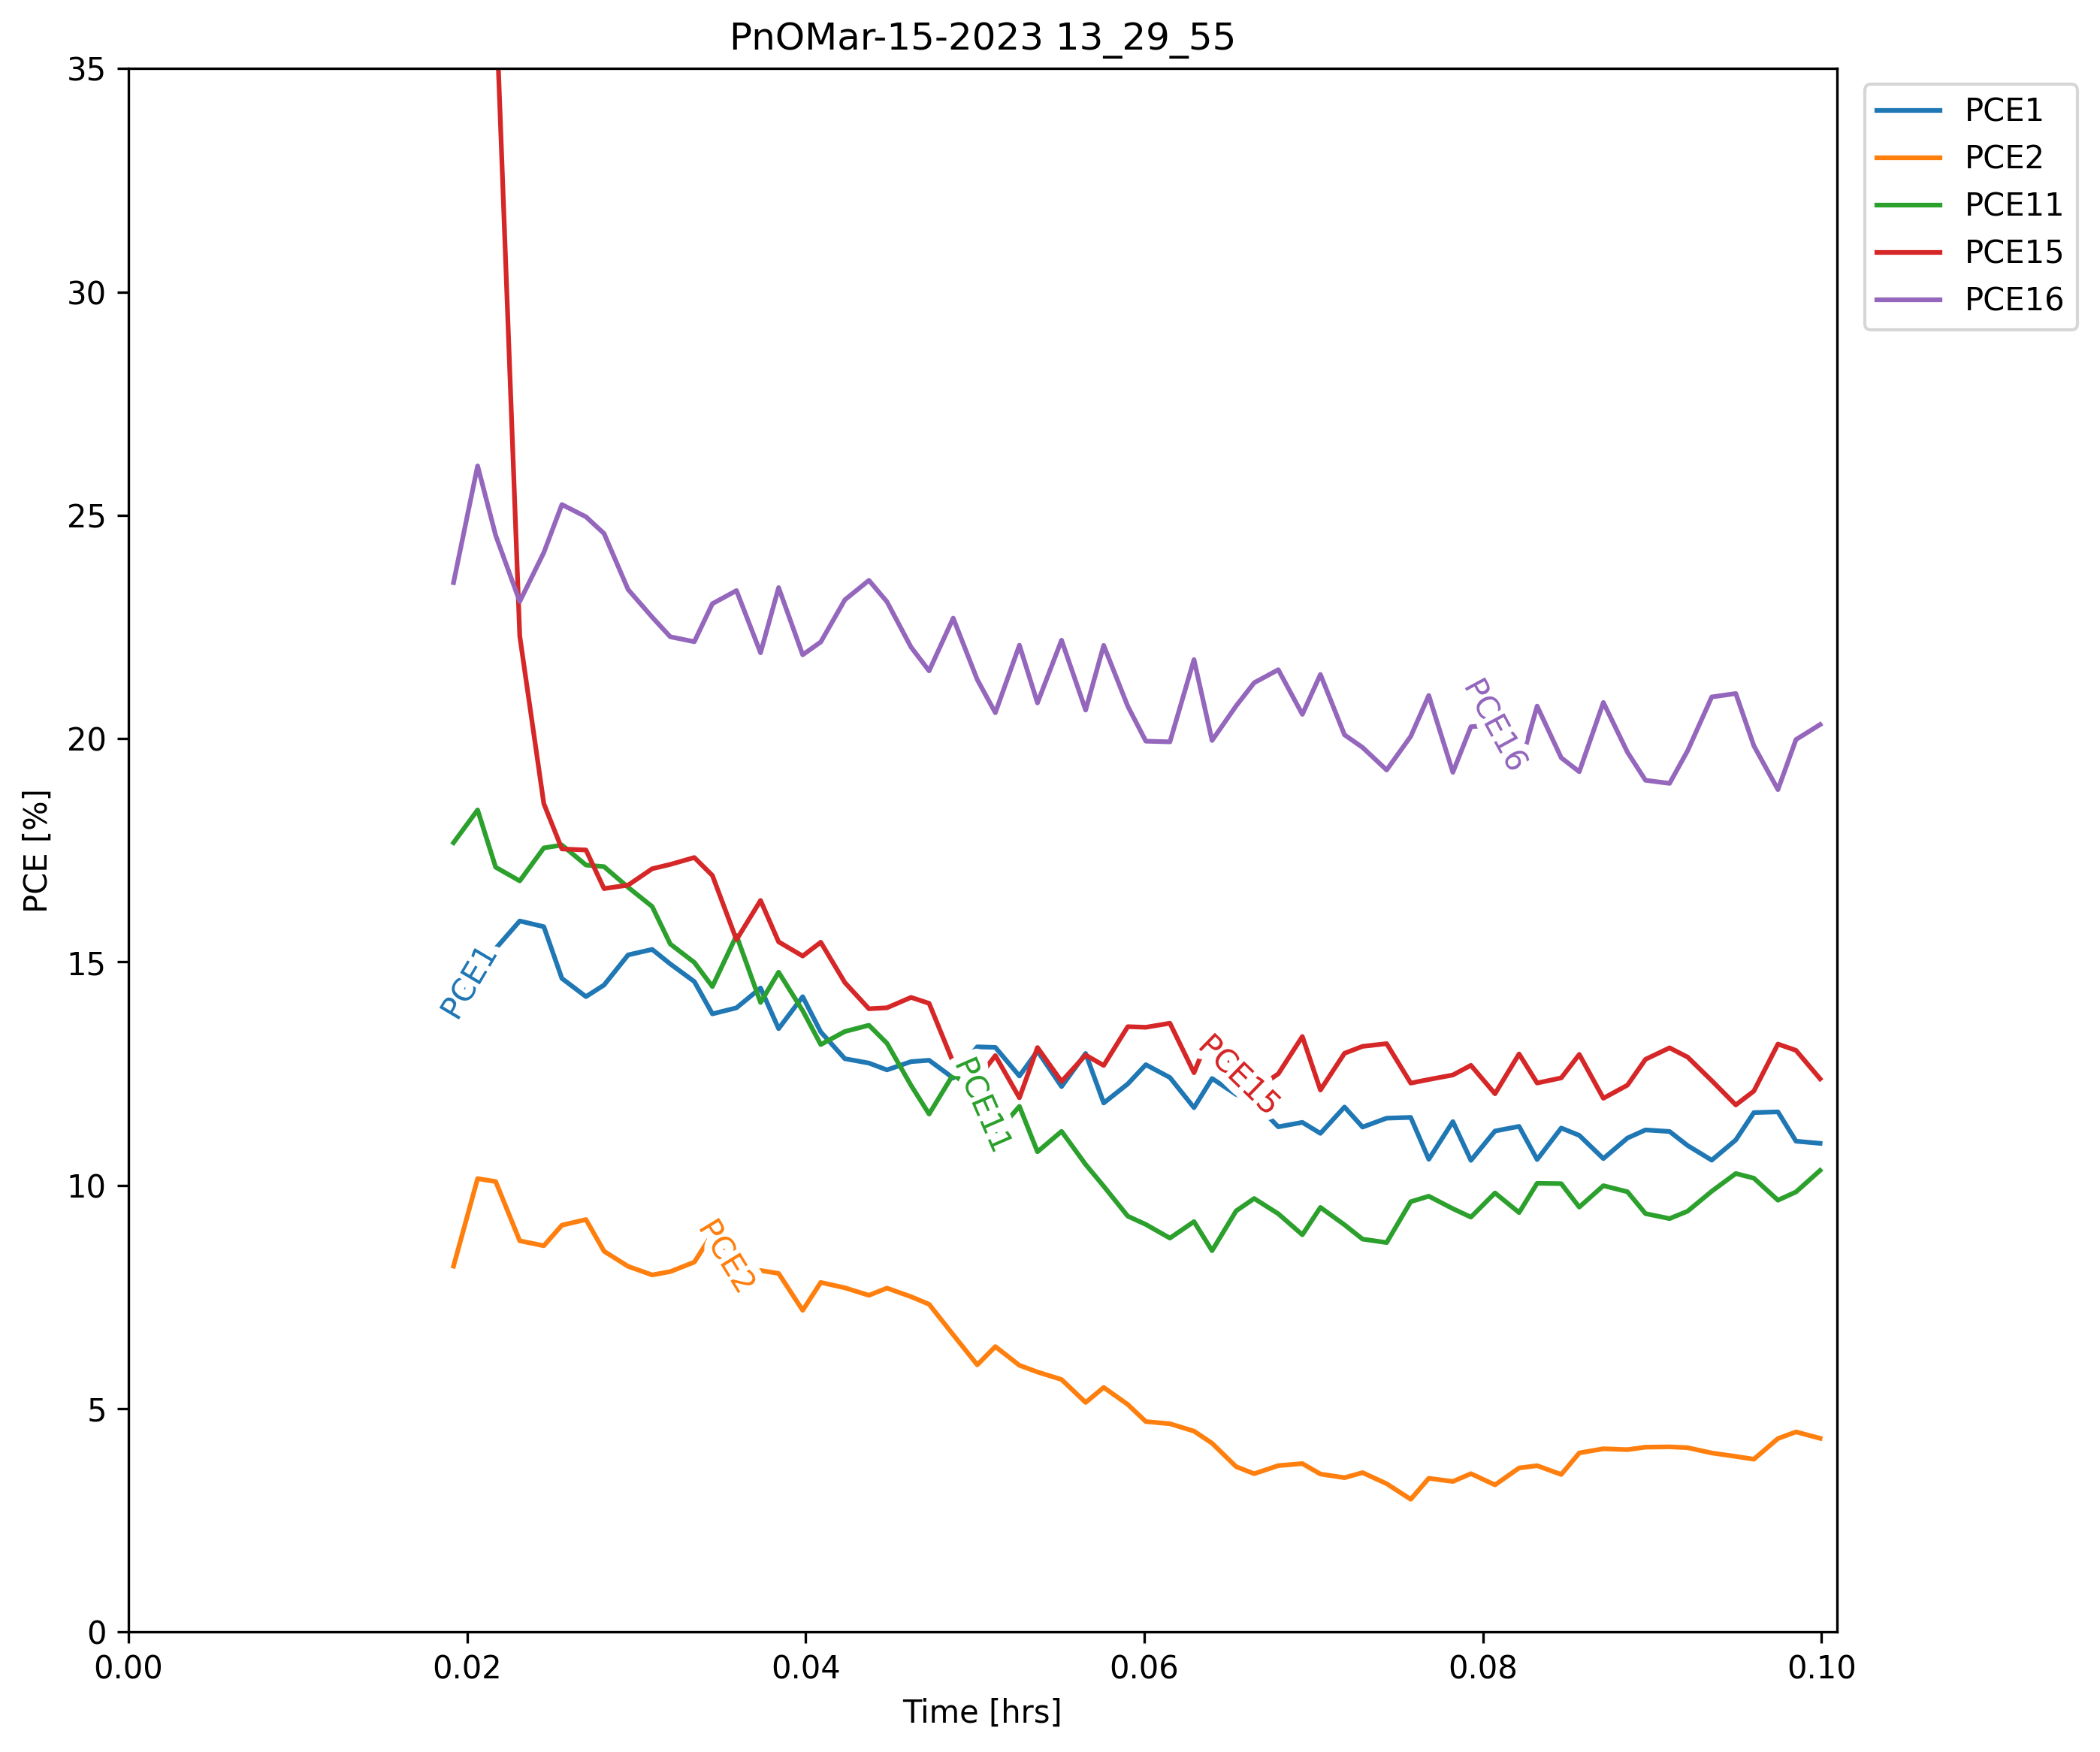 PnOMar-15-2023 13_29_55
35
30
25
20
15
10
5
0
PCE [%]
0.00 0.02 0.04 0.06 0.08 0.10
Time [hrs]
PCE1
PCE2
PCE11
PCE15
PCE16
PCE16
PCE1
PCE15
PCE11
PCE2